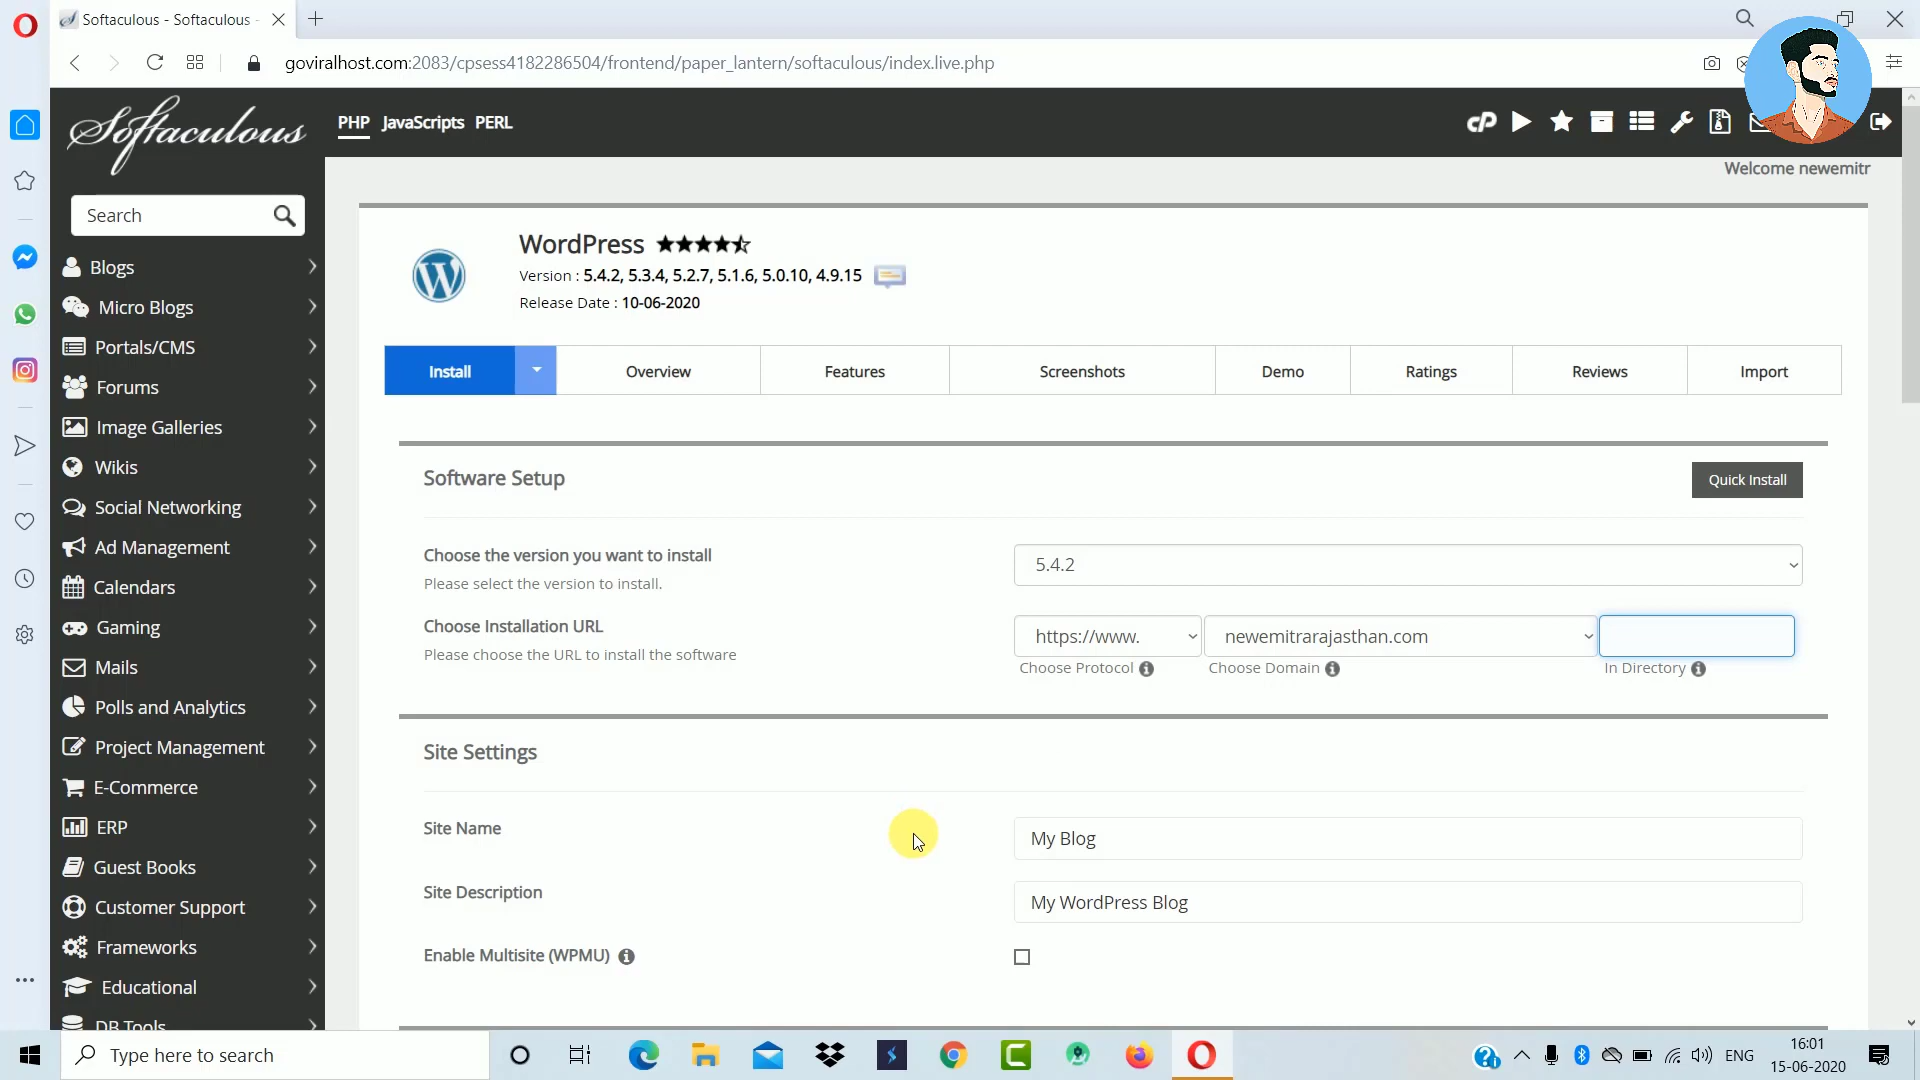 Softaculous - Softaculous -
goviralhost.com:2083/cpsess4182286504/frontend/paper_lantern/softaculous/index.live.php
Softaculous
PHP JavaScripts PERL
cP
Welcome newemitr
Search
Blogs
Micro Blogs
Portals/CMS
Forums
Image Galleries
Wikis
Social Networking
Ad Management
Calendars
Gaming
Mails
Polls and Analytics
Project Management
E-Commerce
ERP
Guest Books
Customer Support
Frameworks
Educational
DB Tools
WordPress
Version : 5.4.2, 5.3.4, 5.2.7, 5.1.6, 5.0.10, 4.9.15
Release Date : 10-06-2020
Install Overview Features Screenshots Demo Ratings Reviews Import
Software Setup
Quick Install
Choose the version you want to install
Please select the version to install.
5.4.2
Choose Installation URL
Please choose the URL to install the software
https://www. newemitrarajasthan.com
Choose Protocol Choose Domain In Directory
Site Settings
Site Name
My Blog
Site Description
My WordPress Blog
Enable Multisite (WPMU)
Type here to search
ENG
16:01
15-06-2020